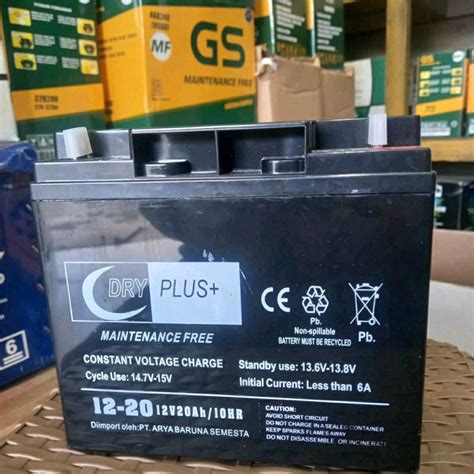 GS
MF
MAINTENANCE FREE
GS
6
DRY PLUS+
MAINTENANCE FREE
CE
Pb.
Pb.
Non-spillable
BATTERY MUST BE RECYCLED
CONSTANT VOLTAGE CHARGE
Cycle Use: 14.7V-15V
Standby use: 13.6V-13.8V
Initial Current: Less than 6A
12-20 12V20Ah/10HR
Diimport oleh:PT. ARYA BARUNA SEMESTA
CAUTION:
AVOID SHORT CIRCUIT
DO NOT CHARGE IN A SEALED CONTAINER
KEEP SPARKS FLAMES AWAY
DO NOT DISASSEMBLE OR INCINERATE